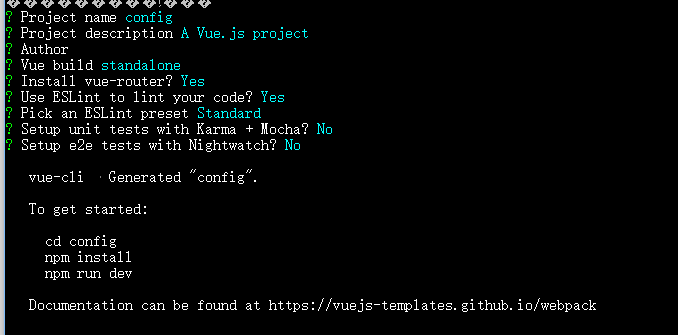 ? Project name config
? Project description A Vue.js project
? Author
? Vue build standalone
? Install vue-router? Yes
? Use ESLint to lint your code? Yes
? Pick an ESLint preset Standard
? Setup unit tests with Karma + Mocha? No
? Setup e2e tests with Nightwatch? No
vue-cli · Generated "config".
To get started:
cd config
npm install
npm run dev
Documentation can be found at https://vuejs-templates.github.io/webpack